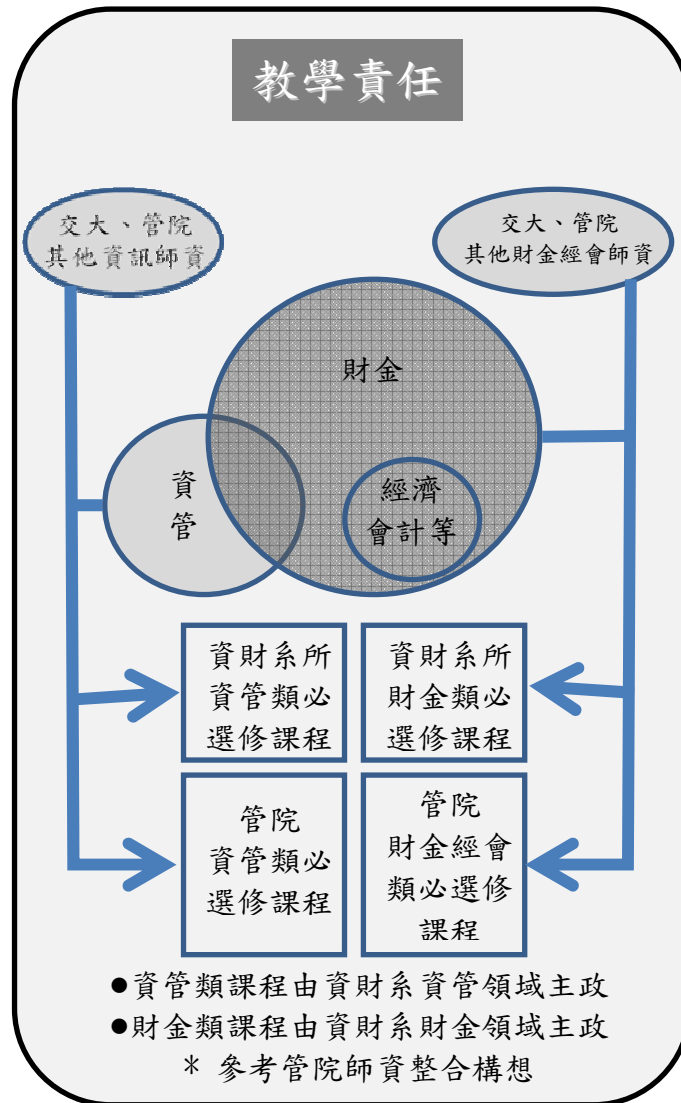 教學責任
交大、管院
其他資訊師資
交大、管院
其他財金經會師資
財金
資
管
經濟
會計等
資財系所
資管類必
選修課程
資財系所
財金類必
選修課程
管院
資管類必
選修課程
管院
財金經會
類必選修
課程
●資管類課程由資財系資管領域主政
●財金類課程由資財系財金領域主政
* 參考管院師資整合構想